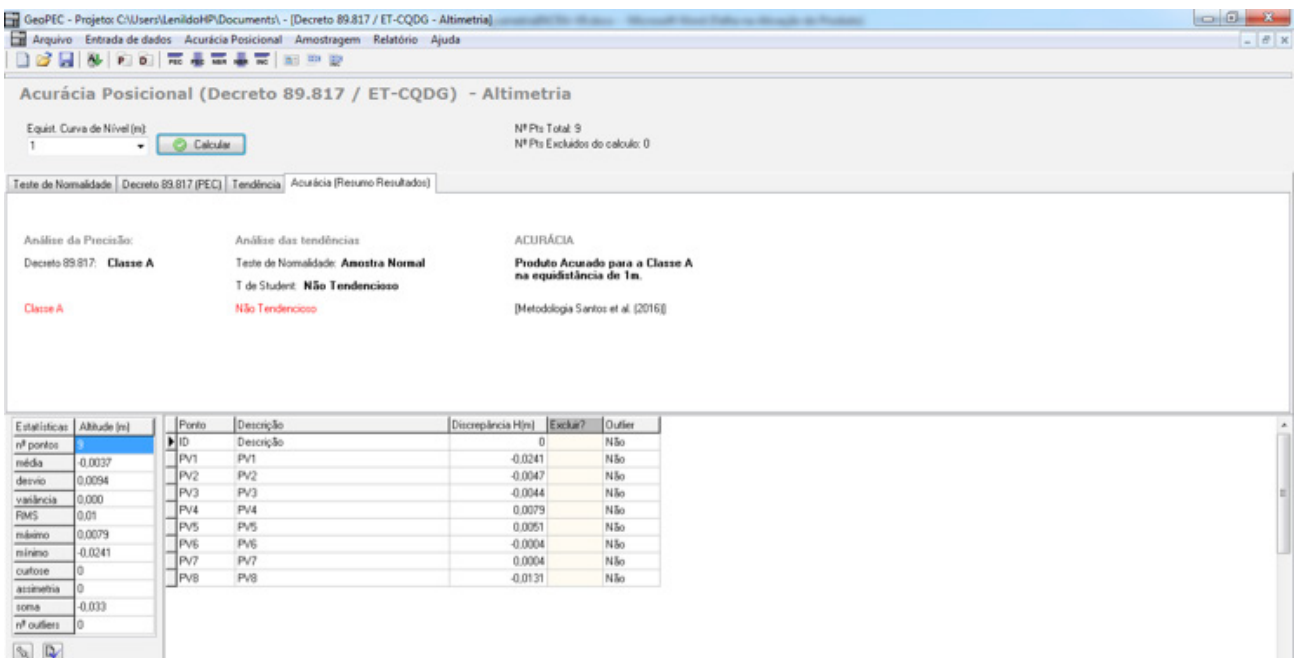 GeoPEC - Projeto: C:\Users\LenildoHP\Documents\ - [Decreto 89.817 / ET-CQDG - Altimetria]
Arquivo Entrada de dados Acurácia Posicional Amostragem Relatório Ajuda
Acurácia Posicional (Decreto 89.817 / ET-CQDG) - Altimetria
Equist. Curva de Nível (m):
1 Calcular
Nº Pts Total: 9
Nº Pts Excluídos do calculo: 0
Teste de Normalidade Decreto 89.817 (PEC) Tendência Acurácia (Resumo Resultados)
Análise da Precisão: Análise das tendências ACURÁCIA
Decreto 89.817: Classe A Teste de Normalidade: Amostra Normal Produto Acurado para a Classe A
na equidistância de 1m.
T de Student: Não Tendencioso
Classe A Não Tendencioso [Metodologia Santos et al. (2016)]
Estatísticas Altitude (m)
nº pontos 9
média -0,0037
desvio 0,0094
variância 0,000
RMS 0,01
máximo 0,0079
mínimo -0,0241
curtose 0
assimetria 0
soma -0,033
nº outliers 0
Ponto Descrição Discrepância H(m) Excluir? Outlier
ID Descrição 0 Não
PV1 PV1 -0,0241 Não
PV2 PV2 -0,0047 Não
PV3 PV3 -0,0044 Não
PV4 PV4 0,0079 Não
PV5 PV5 0,0051 Não
PV6 PV6 -0,0004 Não
PV7 PV7 0,0004 Não
PV8 PV8 -0,0131 Não